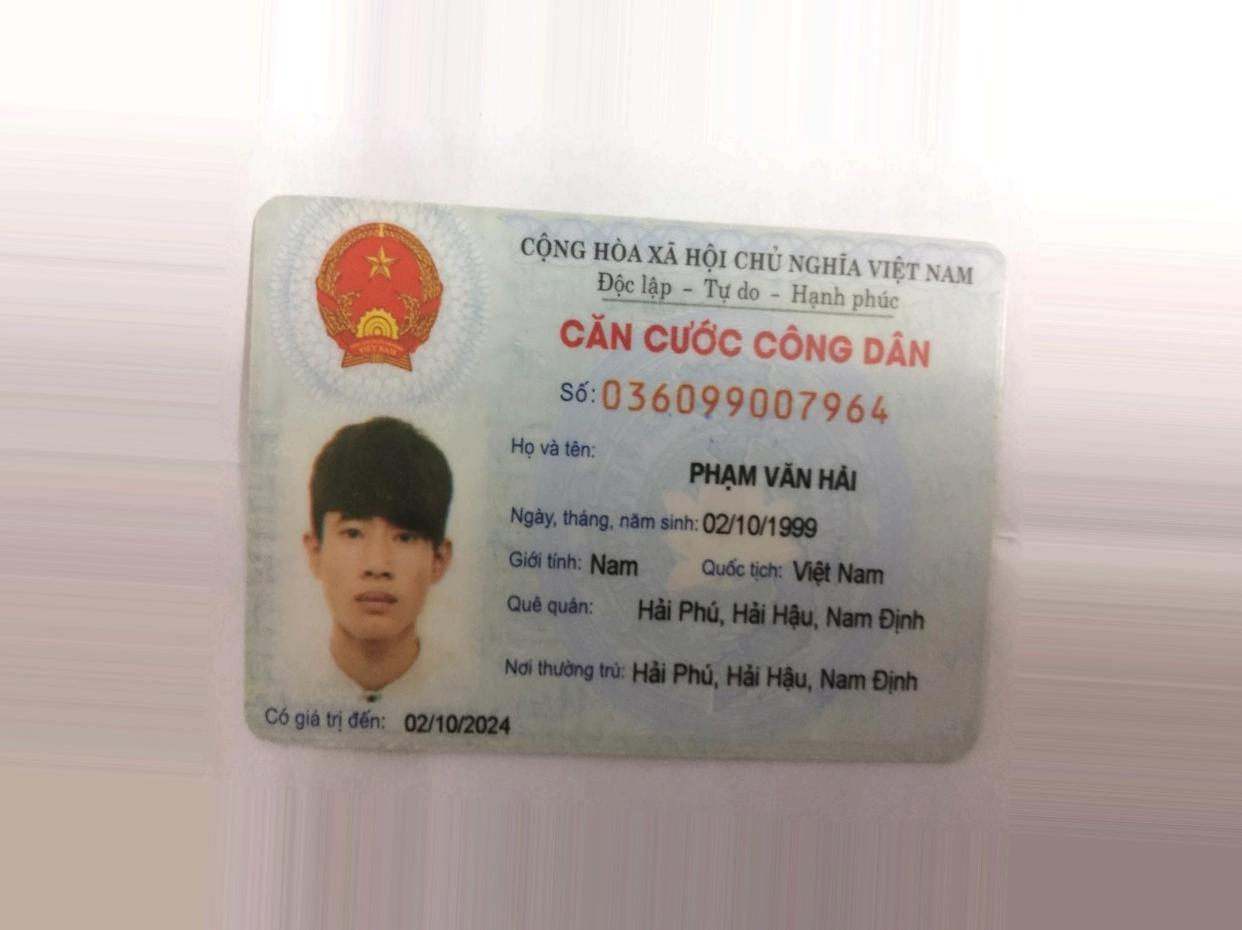 CỘNG HÒA XÃ HỘI CHỦ NGHĨA VIỆT NAM
Độc lập - Tự do - Hạnh phúc
CĂN CƯỚC CÔNG DÂN
Số: 036099007964
Họ và tên:
PHẠM VĂN HẢI
Ngày, tháng, năm sinh: 02/10/1999
Giới tính: Nam Quốc tịch: Việt Nam
Quê quán: Hải Phú, Hải Hậu, Nam Định
Nơi thường trú: Hải Phú, Hải Hậu, Nam Định
Có giá trị đến: 02/10/2024
VIỆT NAM